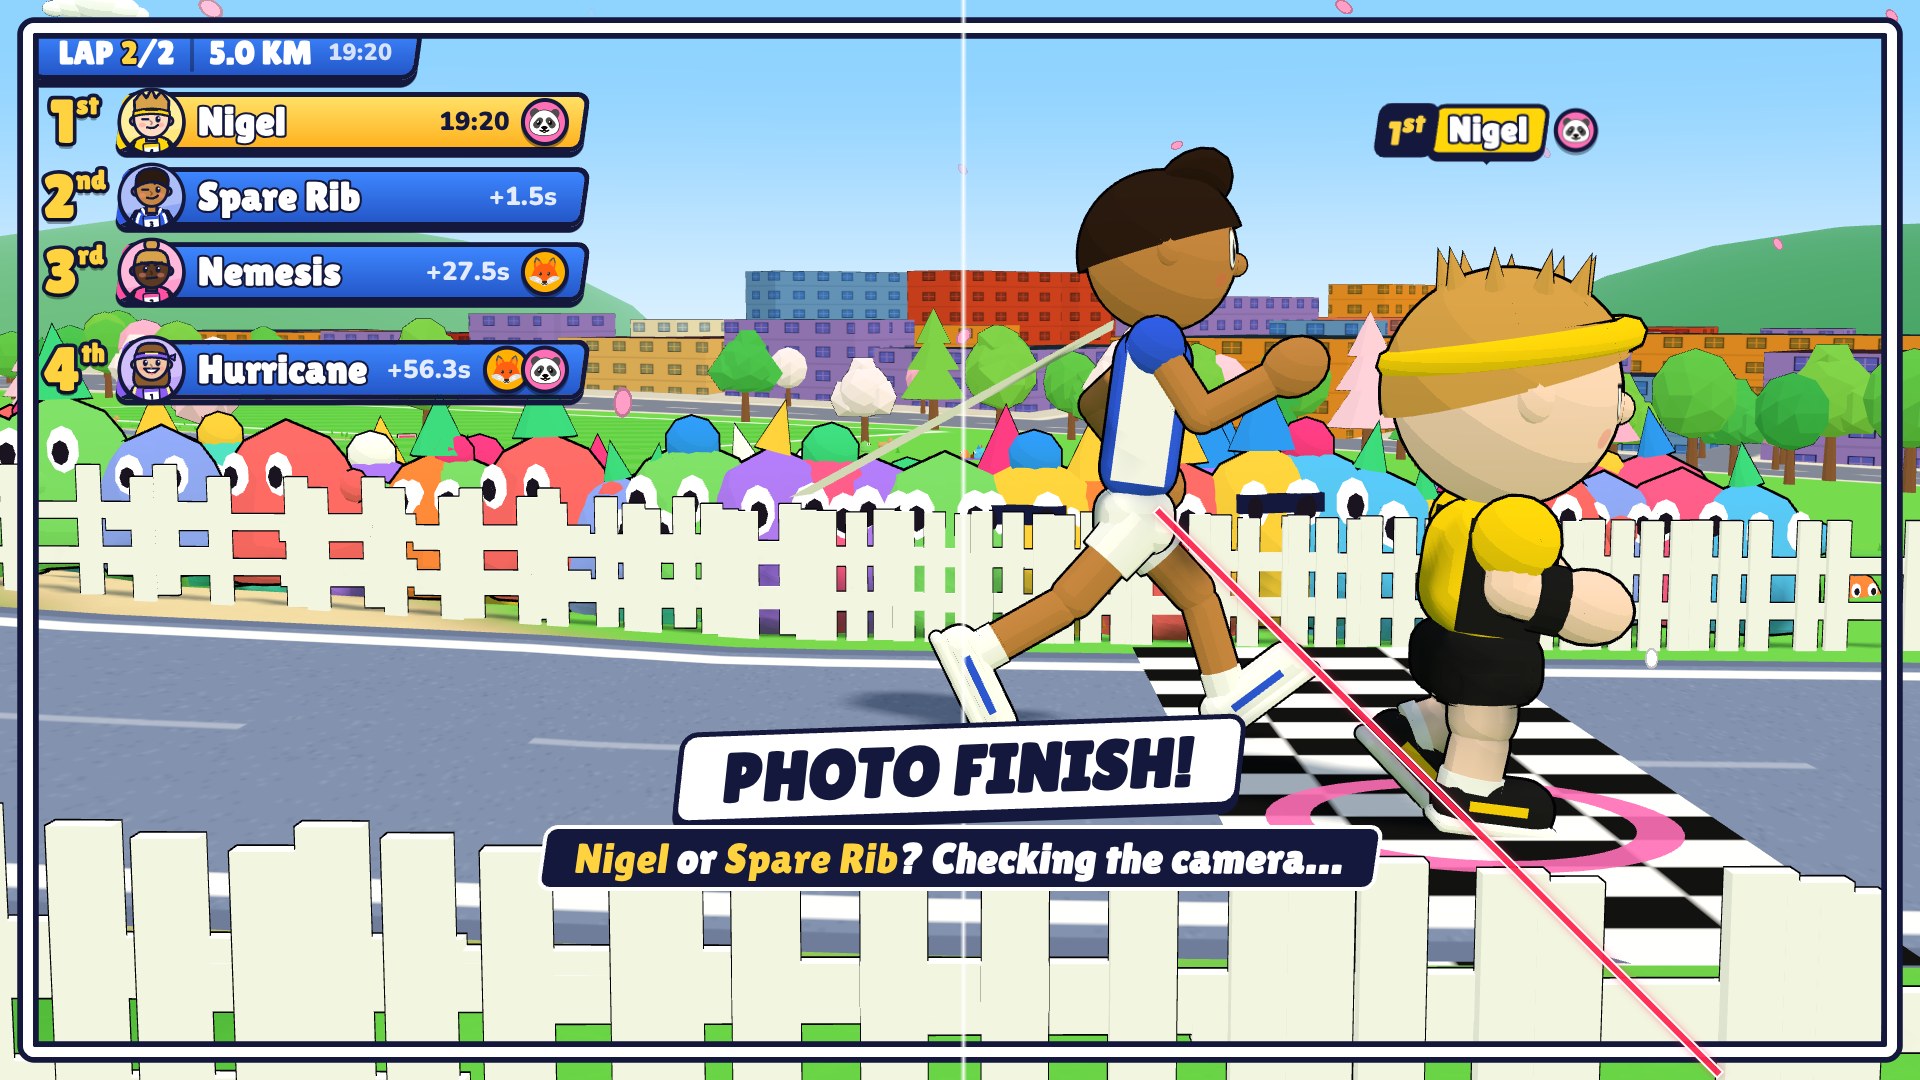 LAP 2/2 5.0 KM 19:20
1st Nigel 19:20
2nd Spare Rib +1.5s
3rd Nemesis +27.5s
4th Hurricane +56.3s
1st Nigel
PHOTO FINISH!
Nigel or Spare Rib? Checking the camera...